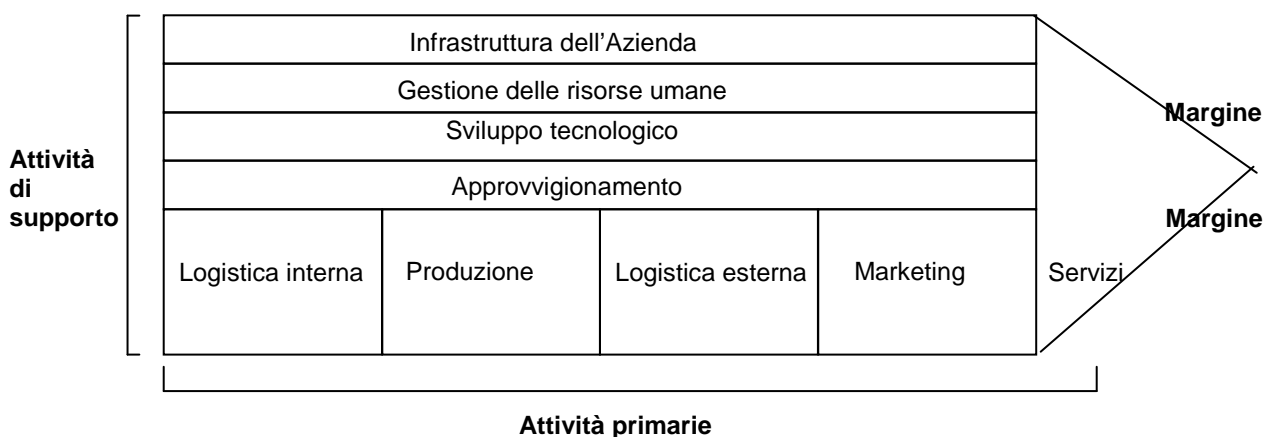 Infrastruttura dell'Azienda
Gestione delle risorse umane
Sviluppo tecnologico
Approvvigionamento
Attività
di
supporto
Margine
Margine
Logistica interna
Produzione
Logistica esterna
Marketing
Servizi
Attività primarie